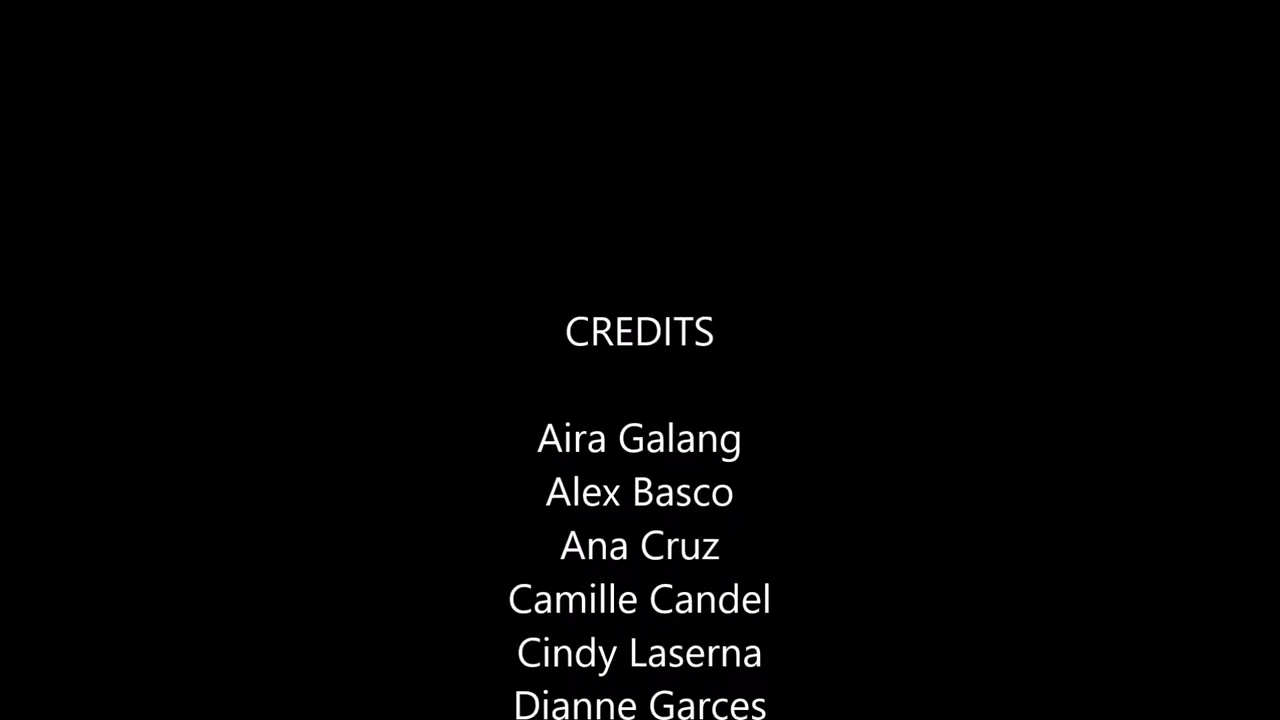 CREDITS
Aira Galang
Alex Basco
Ana Cruz
Camille Candel
Cindy Laserna
Dianne Garces